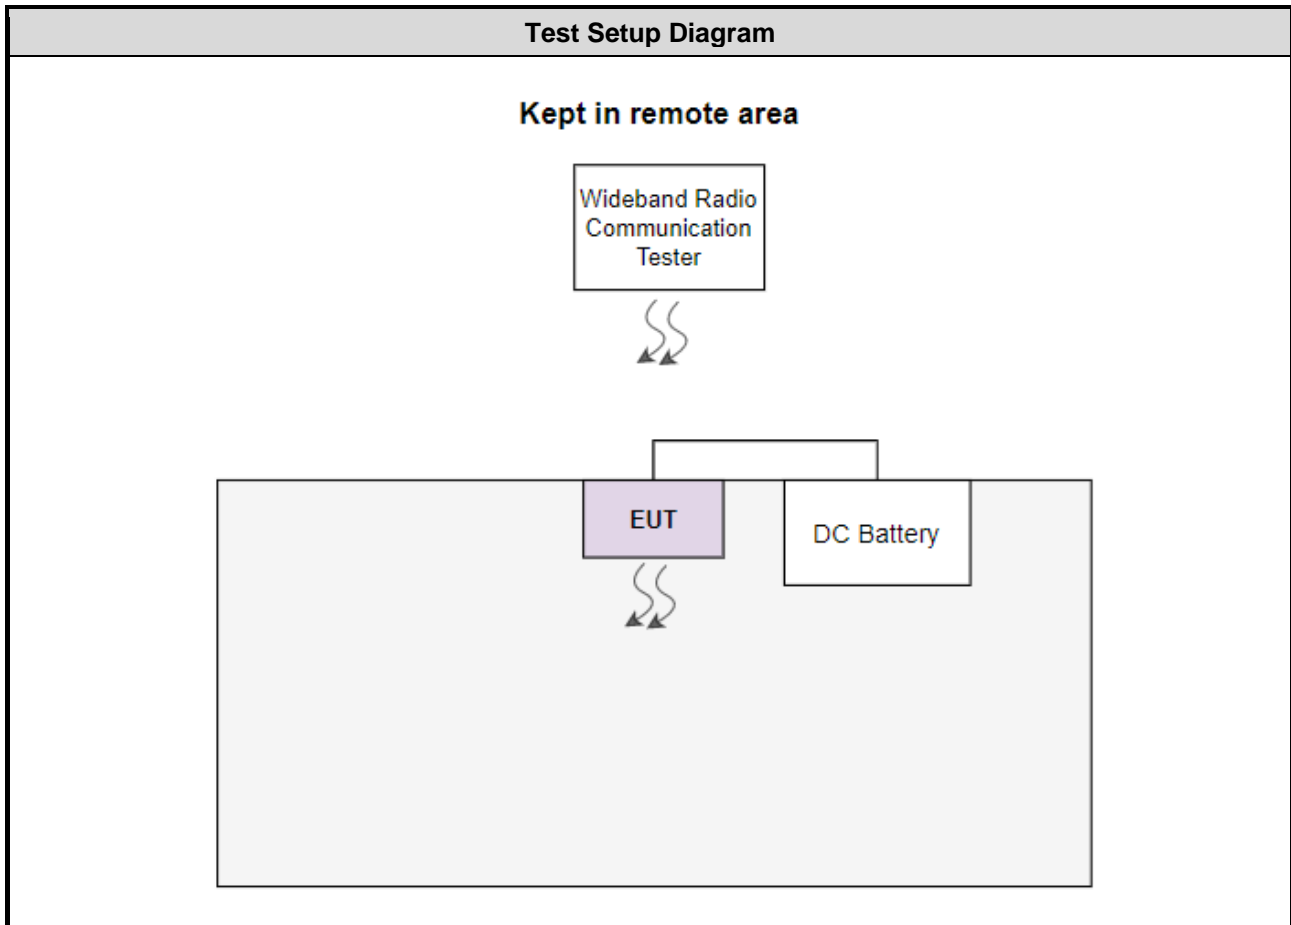 Test Setup Diagram
Kept in remote area
Wideband Radio
Communication
Tester
EUT
DC Battery